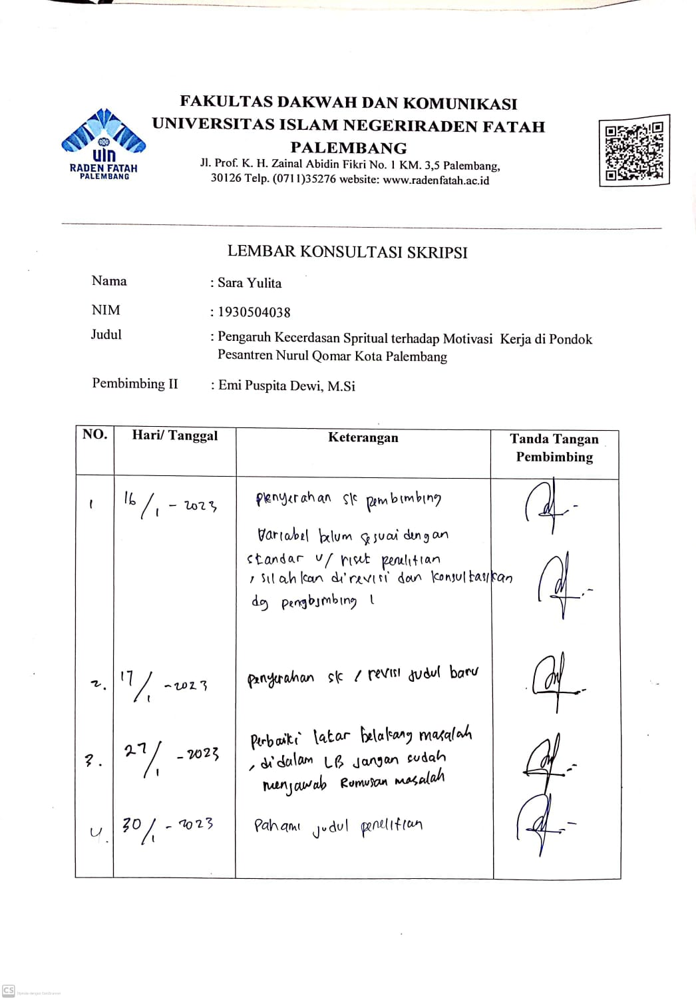 FAKULTAS DAKWAH DAN KOMUNIKASI
UNIVERSITAS ISLAM NEGERIRADEN FATAH
PALEMBANG
Jl. Prof. K. H. Zainal Abidin Fikri No. 1 KM. 3,5 Palembang,
30126 Telp. (0711)35276 website: www.radenfatah.ac.id
uin
RADEN FATAH
PALEMBANG
LEMBAR KONSULTASI SKRIPSI
Nama : Sara Yulita
NIM : 1930504038
Judul : Pengaruh Kecerdasan Spritual terhadap Motivasi Kerja di Pondok
Pesantren Nurul Qomar Kota Palembang
Pembimbing II : Emi Puspita Dewi, M.Si
NO. Hari/ Tanggal Keterangan Tanda Tangan
Pembimbing
1 16/1 - 2023 Penyerahan sk pembimbing
Variabel belum sesuai dengan
standar u/ riset penelitian
, silahkan direvisi dan konsultasikan
dg pengbimbing 1
2. 17/1 - 2023 Penyerahan sk / revisi judul baru
3. 27/1 - 2023 Perbaiki latar belakang masalah
, didalam LB jangan sudah
menjawab Rumusan masalah
4. 30/1 - 2023 Pahami judul penelitian
CS